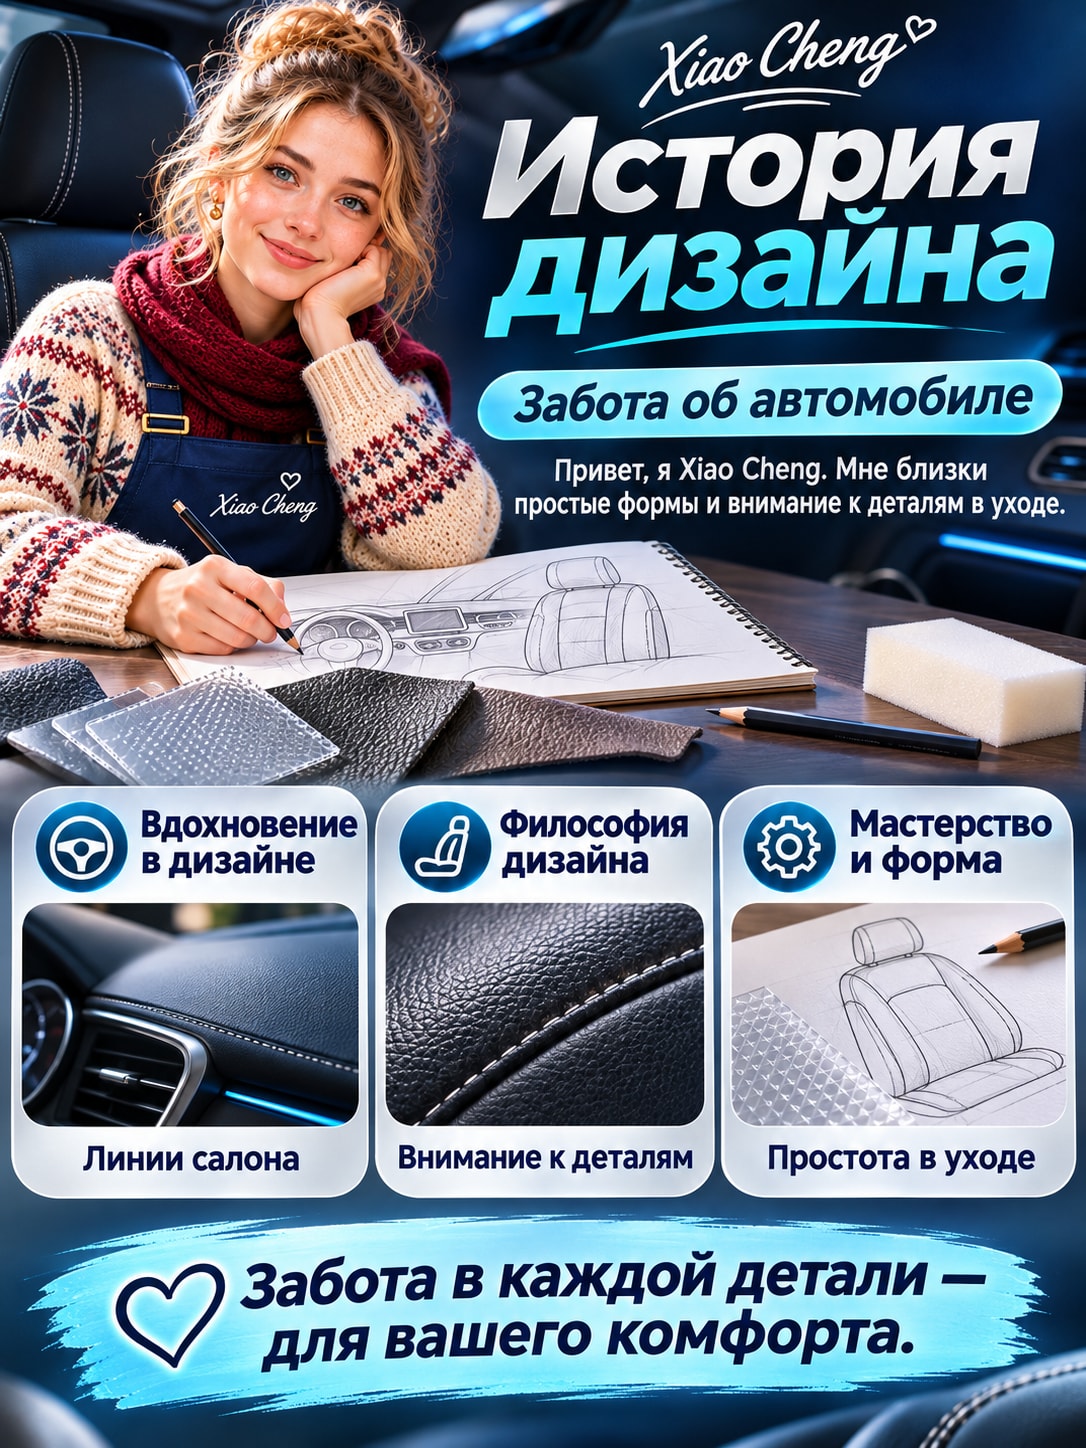 Xiao Cheng
История
дизайна
Забота об автомобиле
Привет, я Xiao Cheng. Мне близки
простые формы и внимание к деталям в уходе.
Xiao Cheng
Вдохновение
в дизайне
Философия
дизайна
Мастерство
и форма
Линии салона
Внимание к деталям
Простота в уходе
Забота в каждой детали —
для вашего комфорта.